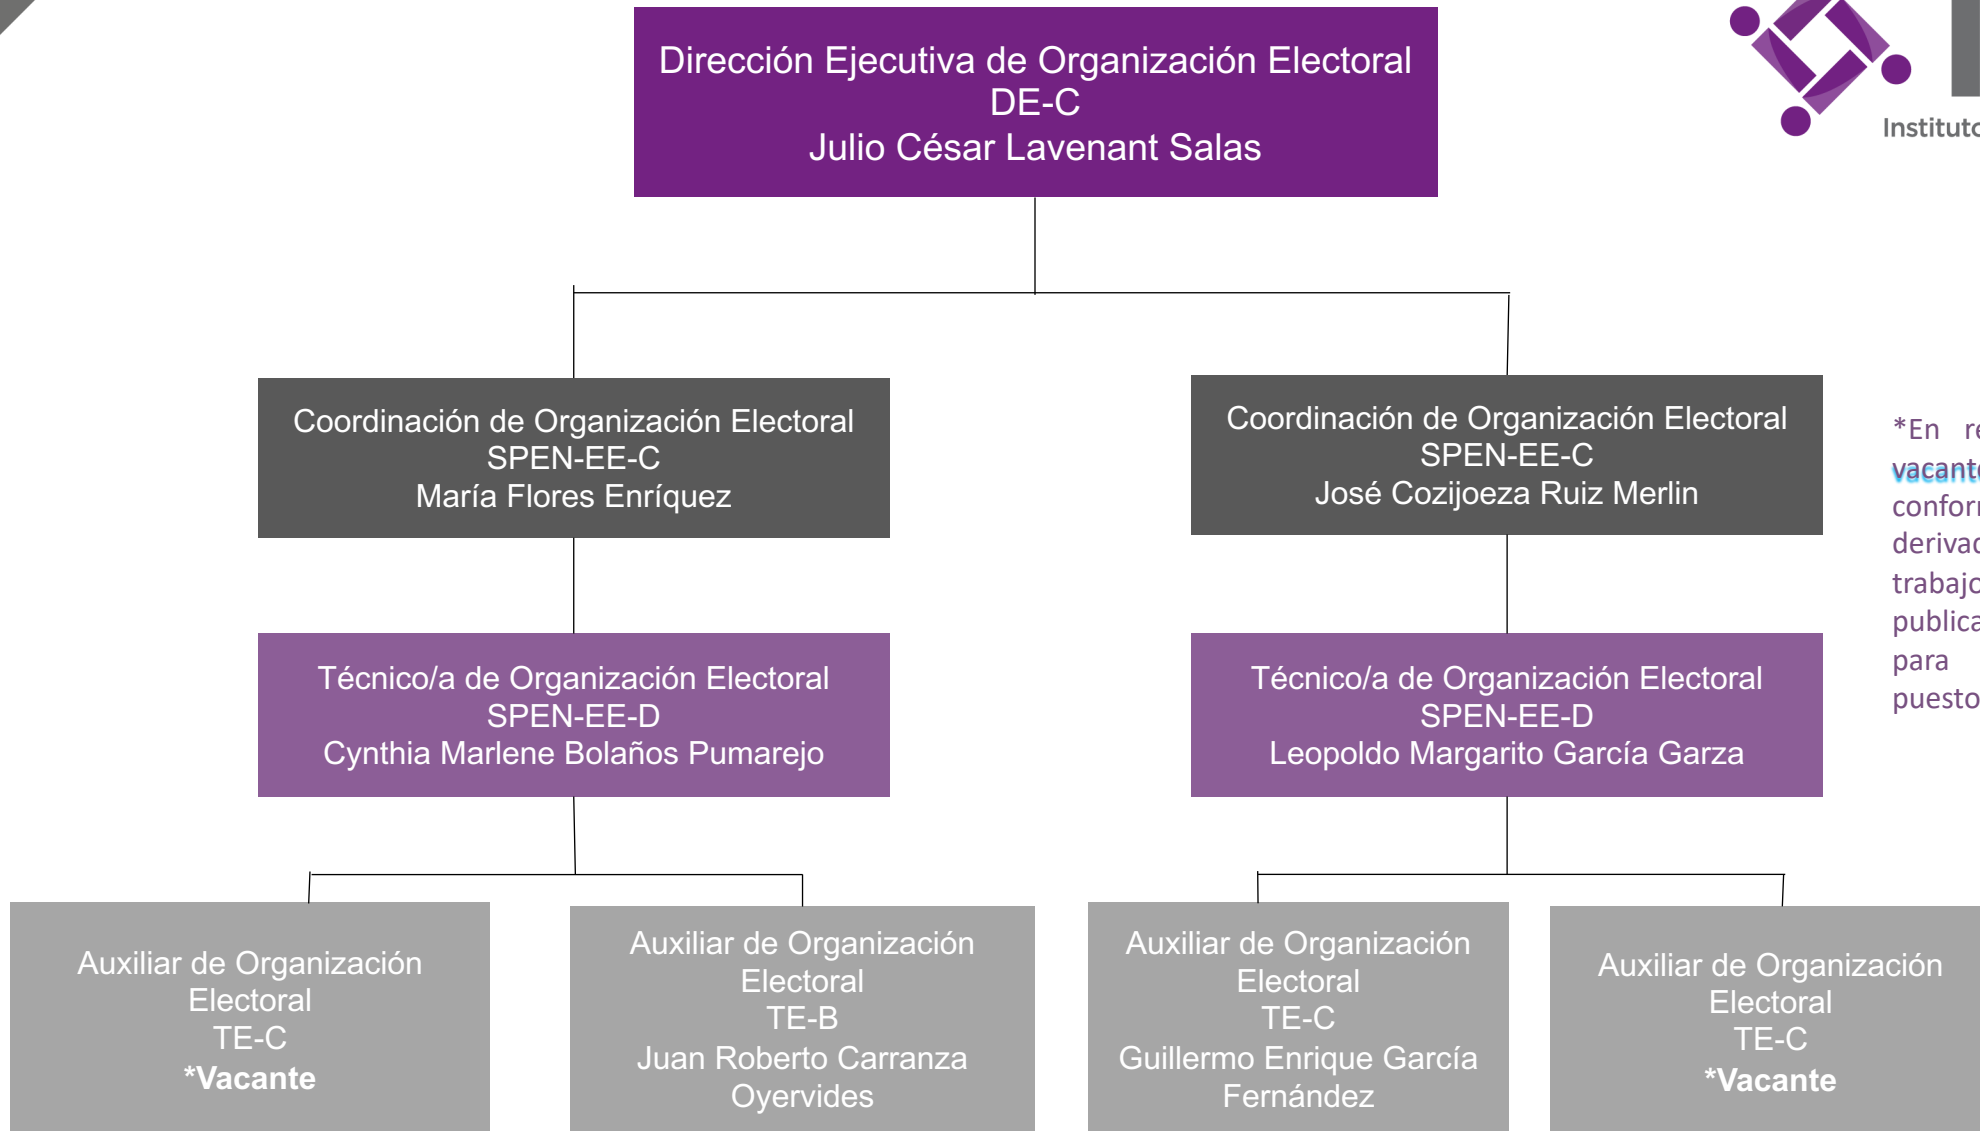 Dirección Ejecutiva de Organización Electoral
DE-C
Julio César Lavenant Salas
Coordinación de Organización Electoral
SPEN-EE-C
María Flores Enríquez
Coordinación de Organización Electoral
SPEN-EE-C
José Cozijoeza Ruiz Merlin
*En
para
Técnico/a de Organización Electoral
SPEN-EE-D
Cynthia Marlene Bolaños Pumarejo
Técnico/a de Organización Electoral
SPEN-EE-D
Leopoldo Margarito García Garza
Auxiliar de Organización
Electoral
TE-C
*Vacante
Auxiliar de Organización
Electoral
TE-B
Juan Roberto Carranza
Oyervides
Auxiliar de Organización
Electoral
TE-C
Guillermo Enrique García
Fernández
Auxiliar de Organización
Electoral
TE-C
*Vacante